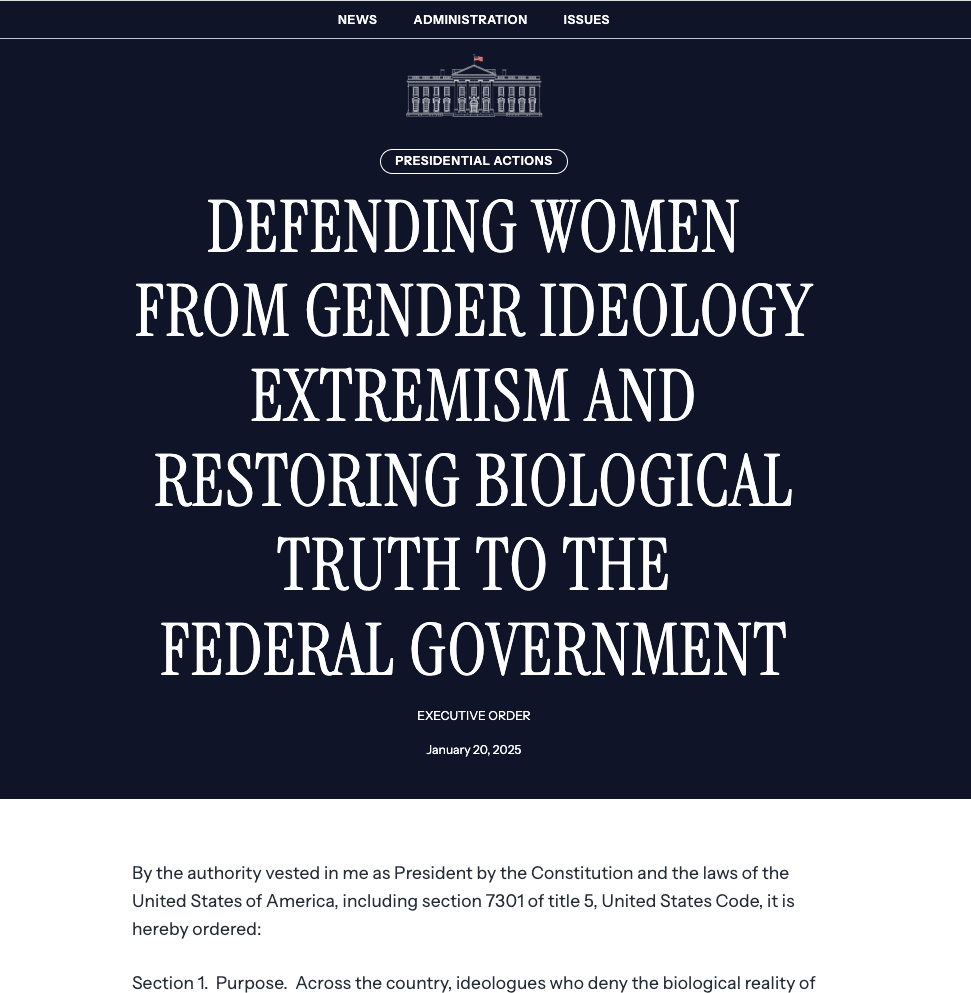 NEWS ADMINISTRATION ISSUES
PRESIDENTIAL ACTIONS
DEFENDING WOMEN
FROM GENDER IDEOLOGY
EXTREMISM AND
RESTORING BIOLOGICAL
TRUTH TO THE
FEDERAL GOVERNMENT
EXECUTIVE ORDER
January 20, 2025
By the authority vested in me as President by the Constitution and the laws of the
United States of America, including section 7301 of title 5, United States Code, it is
hereby ordered:
Section 1.  Purpose.  Across the country, ideologues who deny the biological reality of